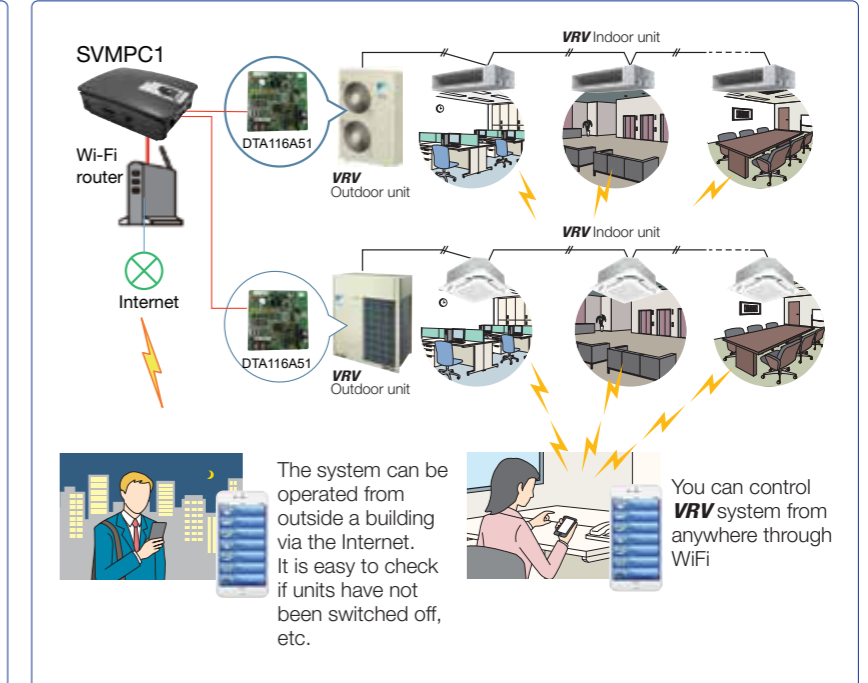 VRV Indoor unit
SVMPC1
DTA116A51
Wi-Fi
router
VRV
Outdoor unit
VRV Indoor unit
Internet
DTA116A51
VRV
Outdoor unit
The system can be
operated from
outside a building
via the Internet.
It is easy to check
if units have not
been switched off,
etc.
You can control
VRV system from
anywhere through
WiFi